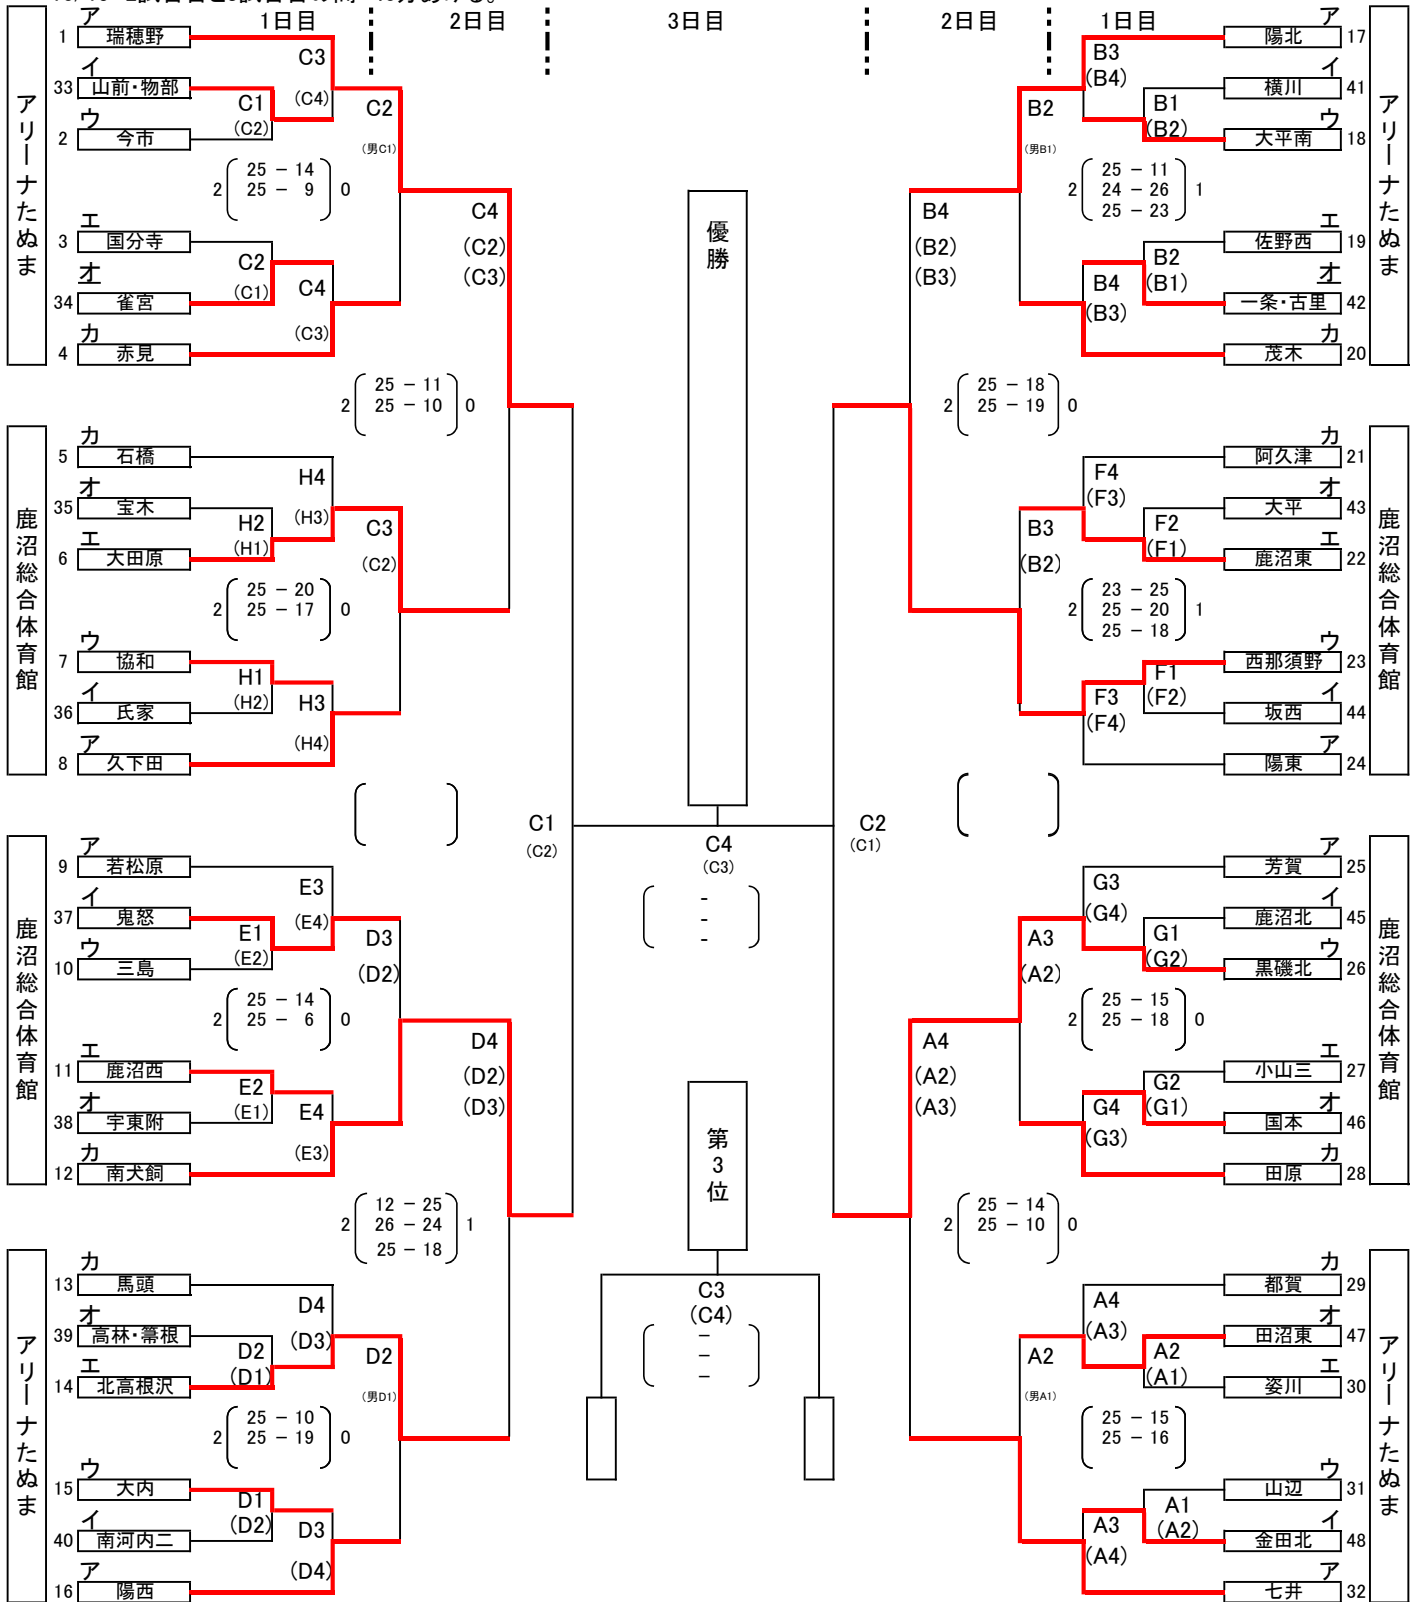 1日目
2日目
3日目
2日目
1日目
アリーナたぬま
ア
1 瑞穂野
イ
33 山前・物部
ウ
2 今市
C3
(C4)
C1
(C2)
C2
(男C1)
2 25 － 14 0
25 － 9
エ
3 国分寺
オ
34 雀宮
カ
4 赤見
C2
(C1)
C4
(C3)
C4
(C2)
(C3)
2 25 － 11 0
25 － 10
鹿沼総合体育館
カ
5 石橋
オ
35 宝木
エ
6 大田原
H4
(H3)
H2
(H1)
C3
(C2)
2 25 － 20 0
25 － 17
ウ
7 協和
イ
36 氏家
ア
8 久下田
H1
(H2)
H3
(H4)
C1
(C2)
鹿沼総合体育館
ア
9 若松原
イ
37 鬼怒
ウ
10 三島
E3
(E4)
E1
(E2)
D3
(D2)
2 25 － 14 0
25 － 6
エ
11 鹿沼西
オ
38 宇東附
カ
12 南犬飼
E2
(E1)
E4
(E3)
D4
(D2)
(D3)
2 12 － 25 1
26 － 24
25 － 18
アリーナたぬま
カ
13 馬頭
オ
39 高林・箒根
エ
14 北高根沢
D4
(D3)
D2
(D1)
D2
(男D1)
2 25 － 10 0
25 － 19
ウ
15 大内
イ
40 南河内二
ア
16 陽西
D1
(D2)
D3
(D4)
優勝
C4
(C3)
-
-
-
第3位
C3
(C4)
－
－
－
アリーナたぬま
ア
陽北 17
イ
横川 41
ウ
大平南 18
B3
(B4)
B1
(B2)
B2
(男B1)
2 25 － 11 1
24 － 26
25 － 23
エ
佐野西 19
オ
一条・古里 42
カ
茂木 20
B2
(B1)
B4
(B3)
B4
(B2)
(B3)
2 25 － 18 0
25 － 19
鹿沼総合体育館
カ
阿久津 21
オ
大平 43
エ
鹿沼東 22
F4
(F3)
F2
(F1)
B3
(B2)
2 23 － 25 1
25 － 20
25 － 18
ウ
西那須野 23
イ
坂西 44
ア
陽東 24
F1
(F2)
F3
(F4)
C2
(C1)
鹿沼総合体育館
ア
芳賀 25
イ
鹿沼北 45
ウ
黒磯北 26
G3
(G4)
G1
(G2)
A3
(A2)
2 25 － 15 0
25 － 18
エ
小山三 27
オ
国本 46
カ
田原 28
G2
(G1)
G4
(G3)
A4
(A2)
(A3)
2 25 － 14 0
25 － 10
アリーナたぬま
カ
都賀 29
オ
田沼東 47
エ
姿川 30
A4
(A3)
A2
(A1)
A2
(男A1)
25 － 15
25 － 16
ウ
山辺 31
イ
金田北 48
ア
七井 32
A1
(A2)
A3
(A4)